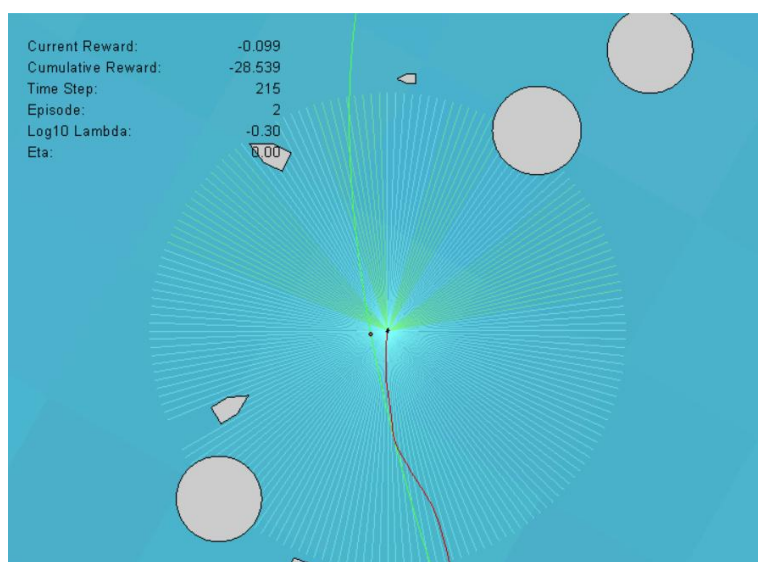 Current Reward: -0.099
Cumulative Reward: -28.539
Time Step: 215
Episode: 2
Log10 Lambda: -0.30
Eta: 0.00